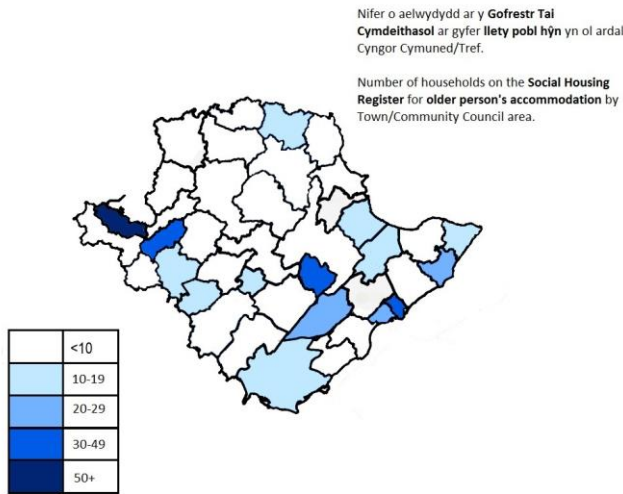 Nifer o aelwydydd ar y Gofrestr Tai
Cymdeithasol ar gyfer llety pobl hŷn yn ol ardal
Cyngor Cymuned/Tref.
Number of households on the Social Housing
Register for older person's accommodation by
Town/Community Council area.
<10
10-19
20-29
30-49
50+